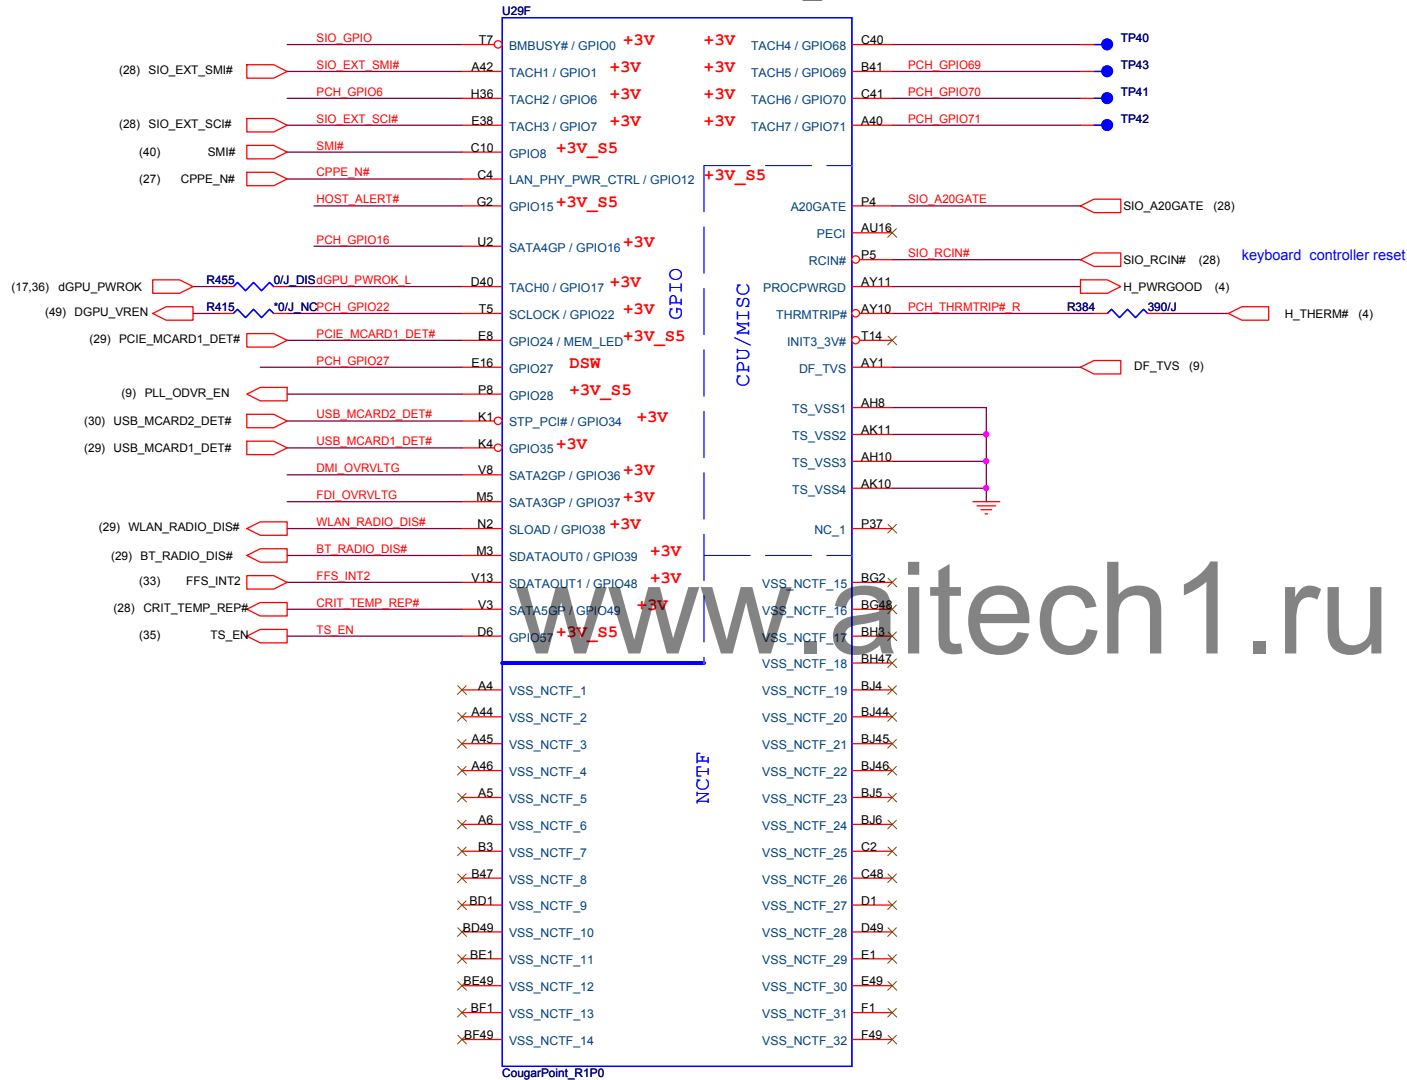 U29F
SIO_GPIO T7 BMBUSY# / GPIO0 +3V +3V TACH4 / GPIO68 C40 TP40
(28) SIO_EXT_SMI# SIO_EXT_SMI# A42 TACH1 / GPIO1 +3V +3V TACH5 / GPIO69 B41 PCH_GPIO69 TP43
PCH_GPIO6 H36 TACH2 / GPIO6 +3V +3V TACH6 / GPIO70 C41 PCH_GPIO70 TP41
(28) SIO_EXT_SCI# SIO_EXT_SCI# E38 TACH3 / GPIO7 +3V +3V TACH7 / GPIO71 A40 PCH_GPIO71 TP42
(40) SMI# SMI# C10 GPIO8 +3V_S5
(27) CPPE_N# CPPE_N# C4 LAN_PHY_PWR_CTRL / GPIO12 +3V_S5
HOST_ALERT# G2 GPIO15 +3V_S5 A20GATE P4 SIO_A20GATE SIO_A20GATE (28)
PECI AU16
PCH_GPIO16 U2 SATA4GP / GPIO16 +3V
RCIN# P5 SIO_RCIN# SIO_RCIN# (28) keyboard controller reset
(17,36) dGPU_PWROK R455 0/J_DIS dGPU_PWROK_L D40 TACH0 / GPIO17 +3V PROCPWRGD AY11 H_PWRGOOD (4)
(49) DGPU_VREN R415 *0/J_NC PCH_GPIO22 T5 SCLOCK / GPIO22 +3V THRMTRIP# AY10 PCH_THRMTRIP#_R R384 390/J H_THERM# (4)
(29) PCIE_MCARD1_DET# PCIE_MCARD1_DET# E8 GPIO24 / MEM_LED +3V_S5 INIT3_3V# T14
PCH_GPIO27 E16 GPIO27 DSW DF_TVS AY1 DF_TVS (9)
GPIO
CPU/MISC
(9) PLL_ODVR_EN P8 GPIO28 +3V_S5
TS_VSS1 AH8
(30) USB_MCARD2_DET# USB_MCARD2_DET# K1 STP_PCI# / GPIO34 +3V
TS_VSS2 AK11
(29) USB_MCARD1_DET# USB_MCARD1_DET# K4 GPIO35 +3V
TS_VSS3 AH10
DMI_OVRVLTG V8 SATA2GP / GPIO36 +3V
TS_VSS4 AK10
FDI_OVRVLTG M5 SATA3GP / GPIO37 +3V
(29) WLAN_RADIO_DIS# WLAN_RADIO_DIS# N2 SLOAD / GPIO38 +3V NC_1 P37
(29) BT_RADIO_DIS# BT_RADIO_DIS# M3 SDATAOUT0 / GPIO39 +3V
(33) FFS_INT2 FFS_INT2 V13 SDATAOUT1 / GPIO48 +3V VSS_NCTF_15 BG2
(28) CRIT_TEMP_REP# CRIT_TEMP_REP# V3 SATA5GP / GPIO49 +3V VSS_NCTF_16 BG48
www.aitech1.ru
(35) TS_EN TS_EN D6 GPIO57 +3V_S5 VSS_NCTF_17 BH3
VSS_NCTF_18 BH47
A4 VSS_NCTF_1 VSS_NCTF_19 BJ4
A44 VSS_NCTF_2 VSS_NCTF_20 BJ44
A45 VSS_NCTF_3 VSS_NCTF_21 BJ45
A46 VSS_NCTF_4 VSS_NCTF_22 BJ46
NCTF
A5 VSS_NCTF_5 VSS_NCTF_23 BJ5
A6 VSS_NCTF_6 VSS_NCTF_24 BJ6
B3 VSS_NCTF_7 VSS_NCTF_25 C2
B47 VSS_NCTF_8 VSS_NCTF_26 C48
BD1 VSS_NCTF_9 VSS_NCTF_27 D1
BD49 VSS_NCTF_10 VSS_NCTF_28 D49
BE1 VSS_NCTF_11 VSS_NCTF_29 E1
BE49 VSS_NCTF_12 VSS_NCTF_30 E49
BF1 VSS_NCTF_13 VSS_NCTF_31 F1
BF49 VSS_NCTF_14 VSS_NCTF_32 F49
CougarPoint_R1P0